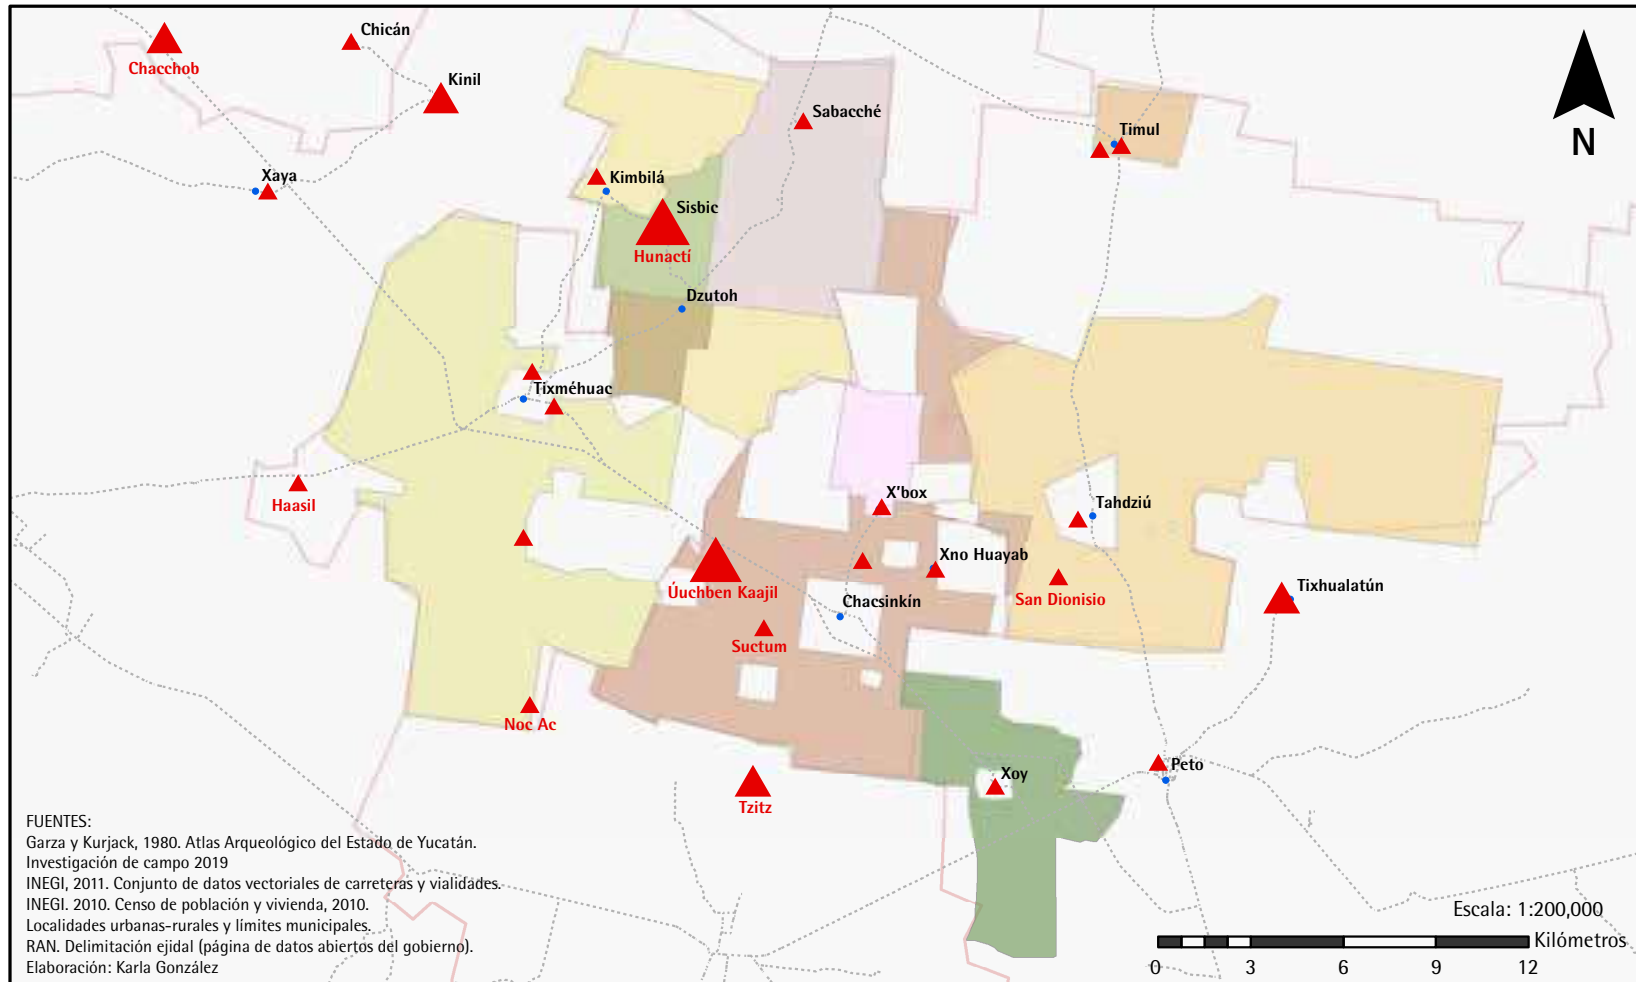 Chicán
Chacchob
Kinil
N
Sabacché
Timul
Xaya
Kimbilá
Sisbic
Hunactí
Dzutoh
Tixméhuac
Haasil
X'box
Tahdziú
Xno Huayab
Úuchben Kaajil
Chacsinkín
San Dionisio
Tixhualatún
Suctum
Noc Ac
Tzitz
Xoy
Peto
FUENTES:
Garza y Kurjack, 1980. Atlas Arqueológico del Estado de Yucatán.
Investigación de campo 2019
INEGI, 2011. Conjunto de datos vectoriales de carreteras y vialidades.
INEGI. 2010. Censo de población y vivienda, 2010.
Localidades urbanas-rurales y límites municipales.
RAN. Delimitación ejidal (página de datos abiertos del gobierno).
Elaboración: Karla González
Escala: 1:200,000
Kilómetros
0 3 6 9 12